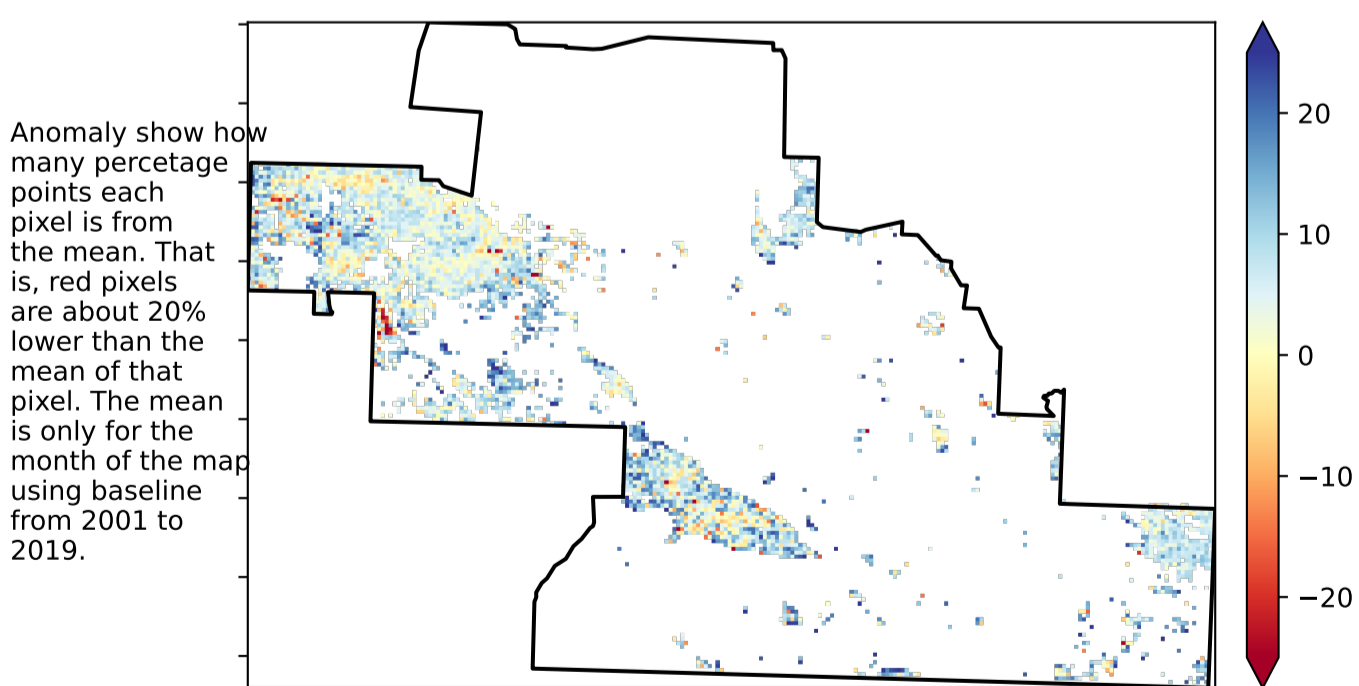 Anomaly show how
many percetage
points each
pixel is from
the mean. That
is, red pixels
are about 20%
lower than the
mean of that
pixel. The mean
is only for the
month of the map
using baseline
from 2001 to
2019.
20
10
0
−10
−20